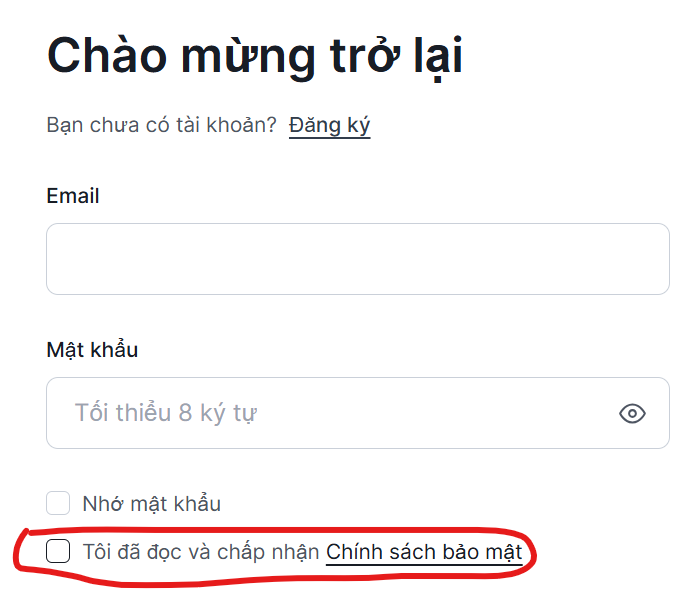 Chào mừng trở lại
Bạn chưa có tài khoản? Đăng ký
Email
Mật khẩu
Tối thiểu 8 ký tự
Nhớ mật khẩu
Tôi đã đọc và chấp nhận Chính sách bảo mật